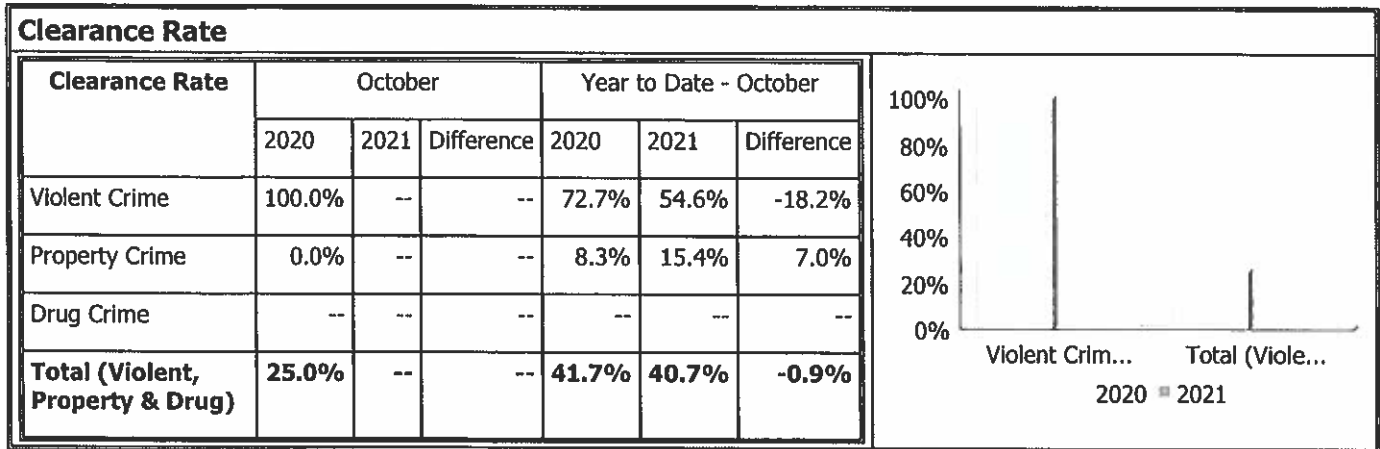 Clearance Rate
Clearance Rate October Year to Date - October
2020 2021 Difference 2020 2021 Difference
Violent Crime 100.0% -- -- 72.7% 54.6% -18.2%
Property Crime 0.0% -- -- 8.3% 15.4% 7.0%
Drug Crime -- -- -- -- -- --
Total (Violent, 25.0% -- -- 41.7% 40.7% -0.9%
Property & Drug)
100%
80%
60%
40%
20%
0%
Violent Crim... Total (Viole...
2020 2021